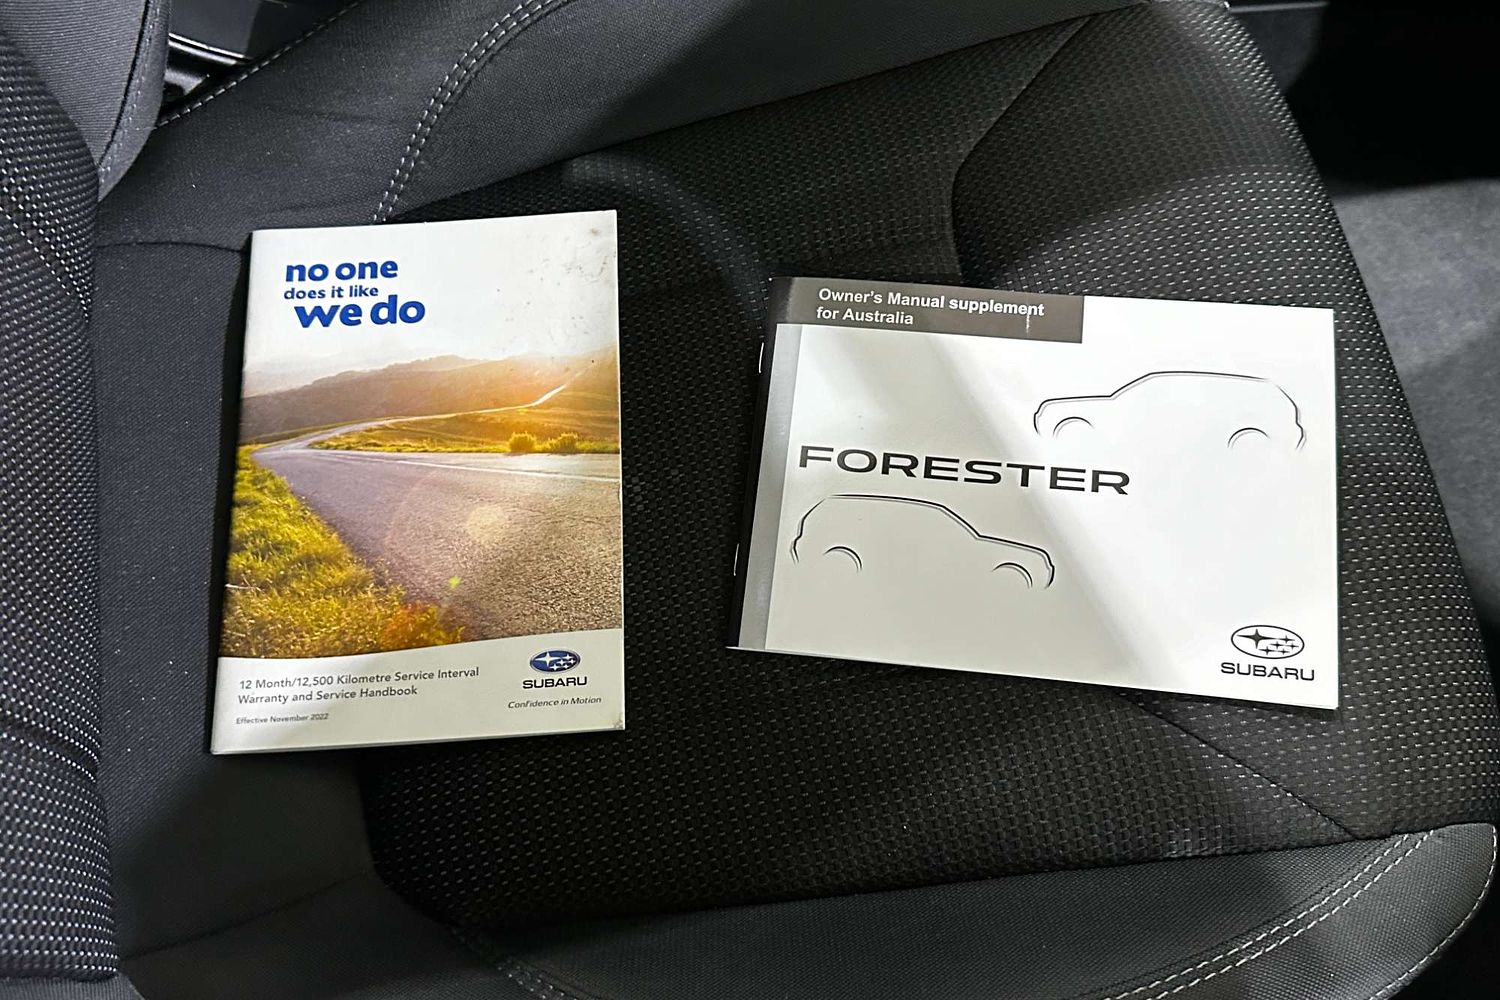 no one
does it like
we do
12 Month/12,500 Kilometre Service Interval
Warranty and Service Handbook
Effective November 2022
SUBARU
Confidence in Motion
Owner's Manual supplement
for Australia
FORESTER
SUBARU